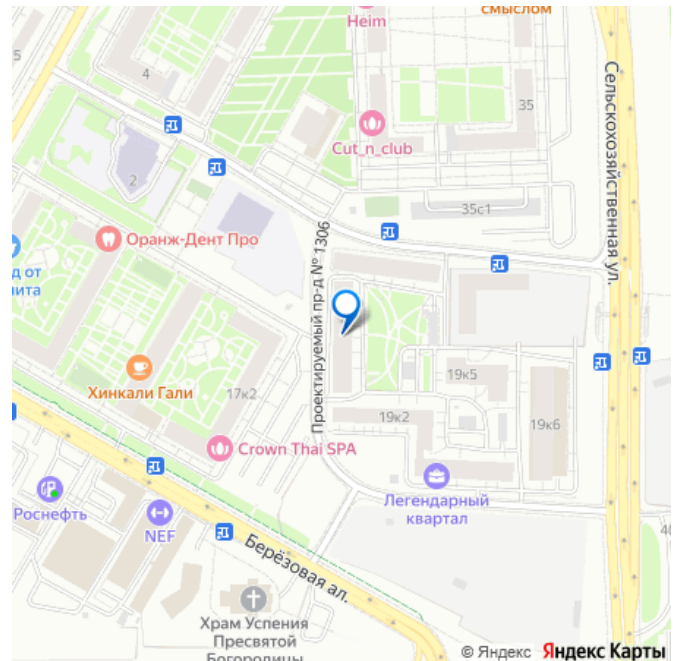 Heim
смыслом
5
4
35
Сельскохозяйственная ул.
Cut_n_club
2
35с1
Оранж-Дент Про
Проектируемый пр-д № 1306
д от
нита
Хинкали Гали
17к2
19к5
19к2
19к6
Crown Thai SPA
Легендарный
квартал
Роснефть
NEF
Берёзовая ал.
Храм Успения
Пресвятой
Богородицы
© Яндекс Яндекс Карты